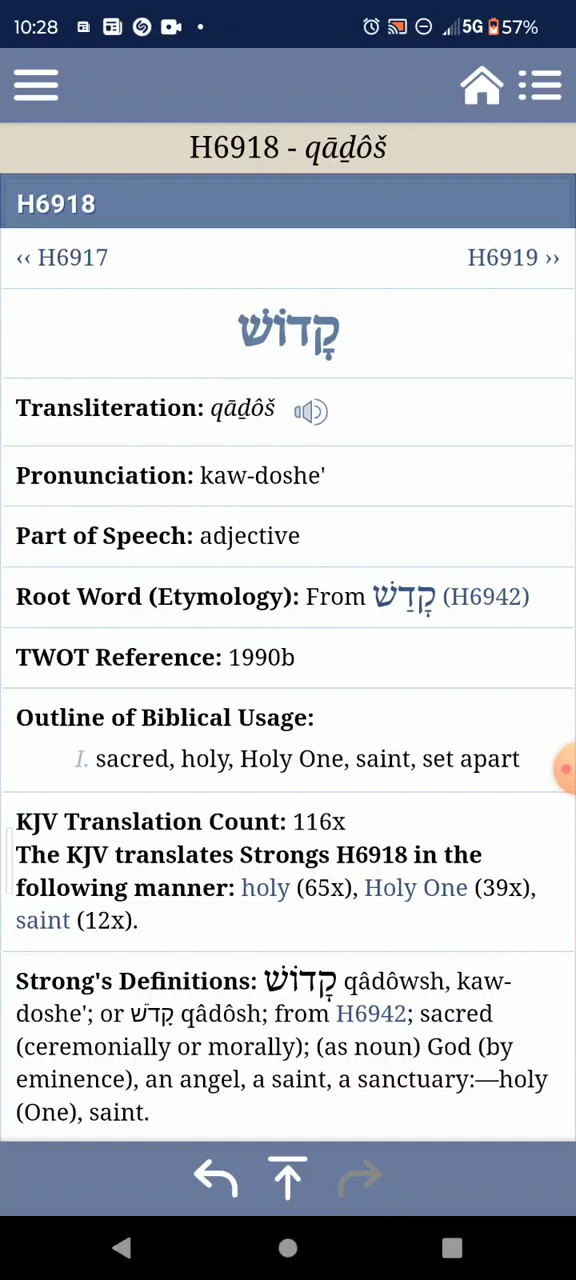 10:28 5G 57%
H6918 - qāḏôš
H6918
‹‹ H6917 H6919 ››
קָדוֹשׁ
Transliteration: qāḏôš
Pronunciation: kaw-doshe'
Part of Speech: adjective
Root Word (Etymology): From קָדַשׁ (H6942)
TWOT Reference: 1990b
Outline of Biblical Usage:
I. sacred, holy, Holy One, saint, set apart
KJV Translation Count: 116x
The KJV translates Strongs H6918 in the
following manner: holy (65x), Holy One (39x),
saint (12x).
Strong's Definitions: קָדוֹשׁ qâdôwsh, kaw-
doshe'; or קָדֹשׁ qâdôsh; from H6942; sacred
(ceremonially or morally); (as noun) God (by
eminence), an angel, a saint, a sanctuary:—holy
(One), saint.